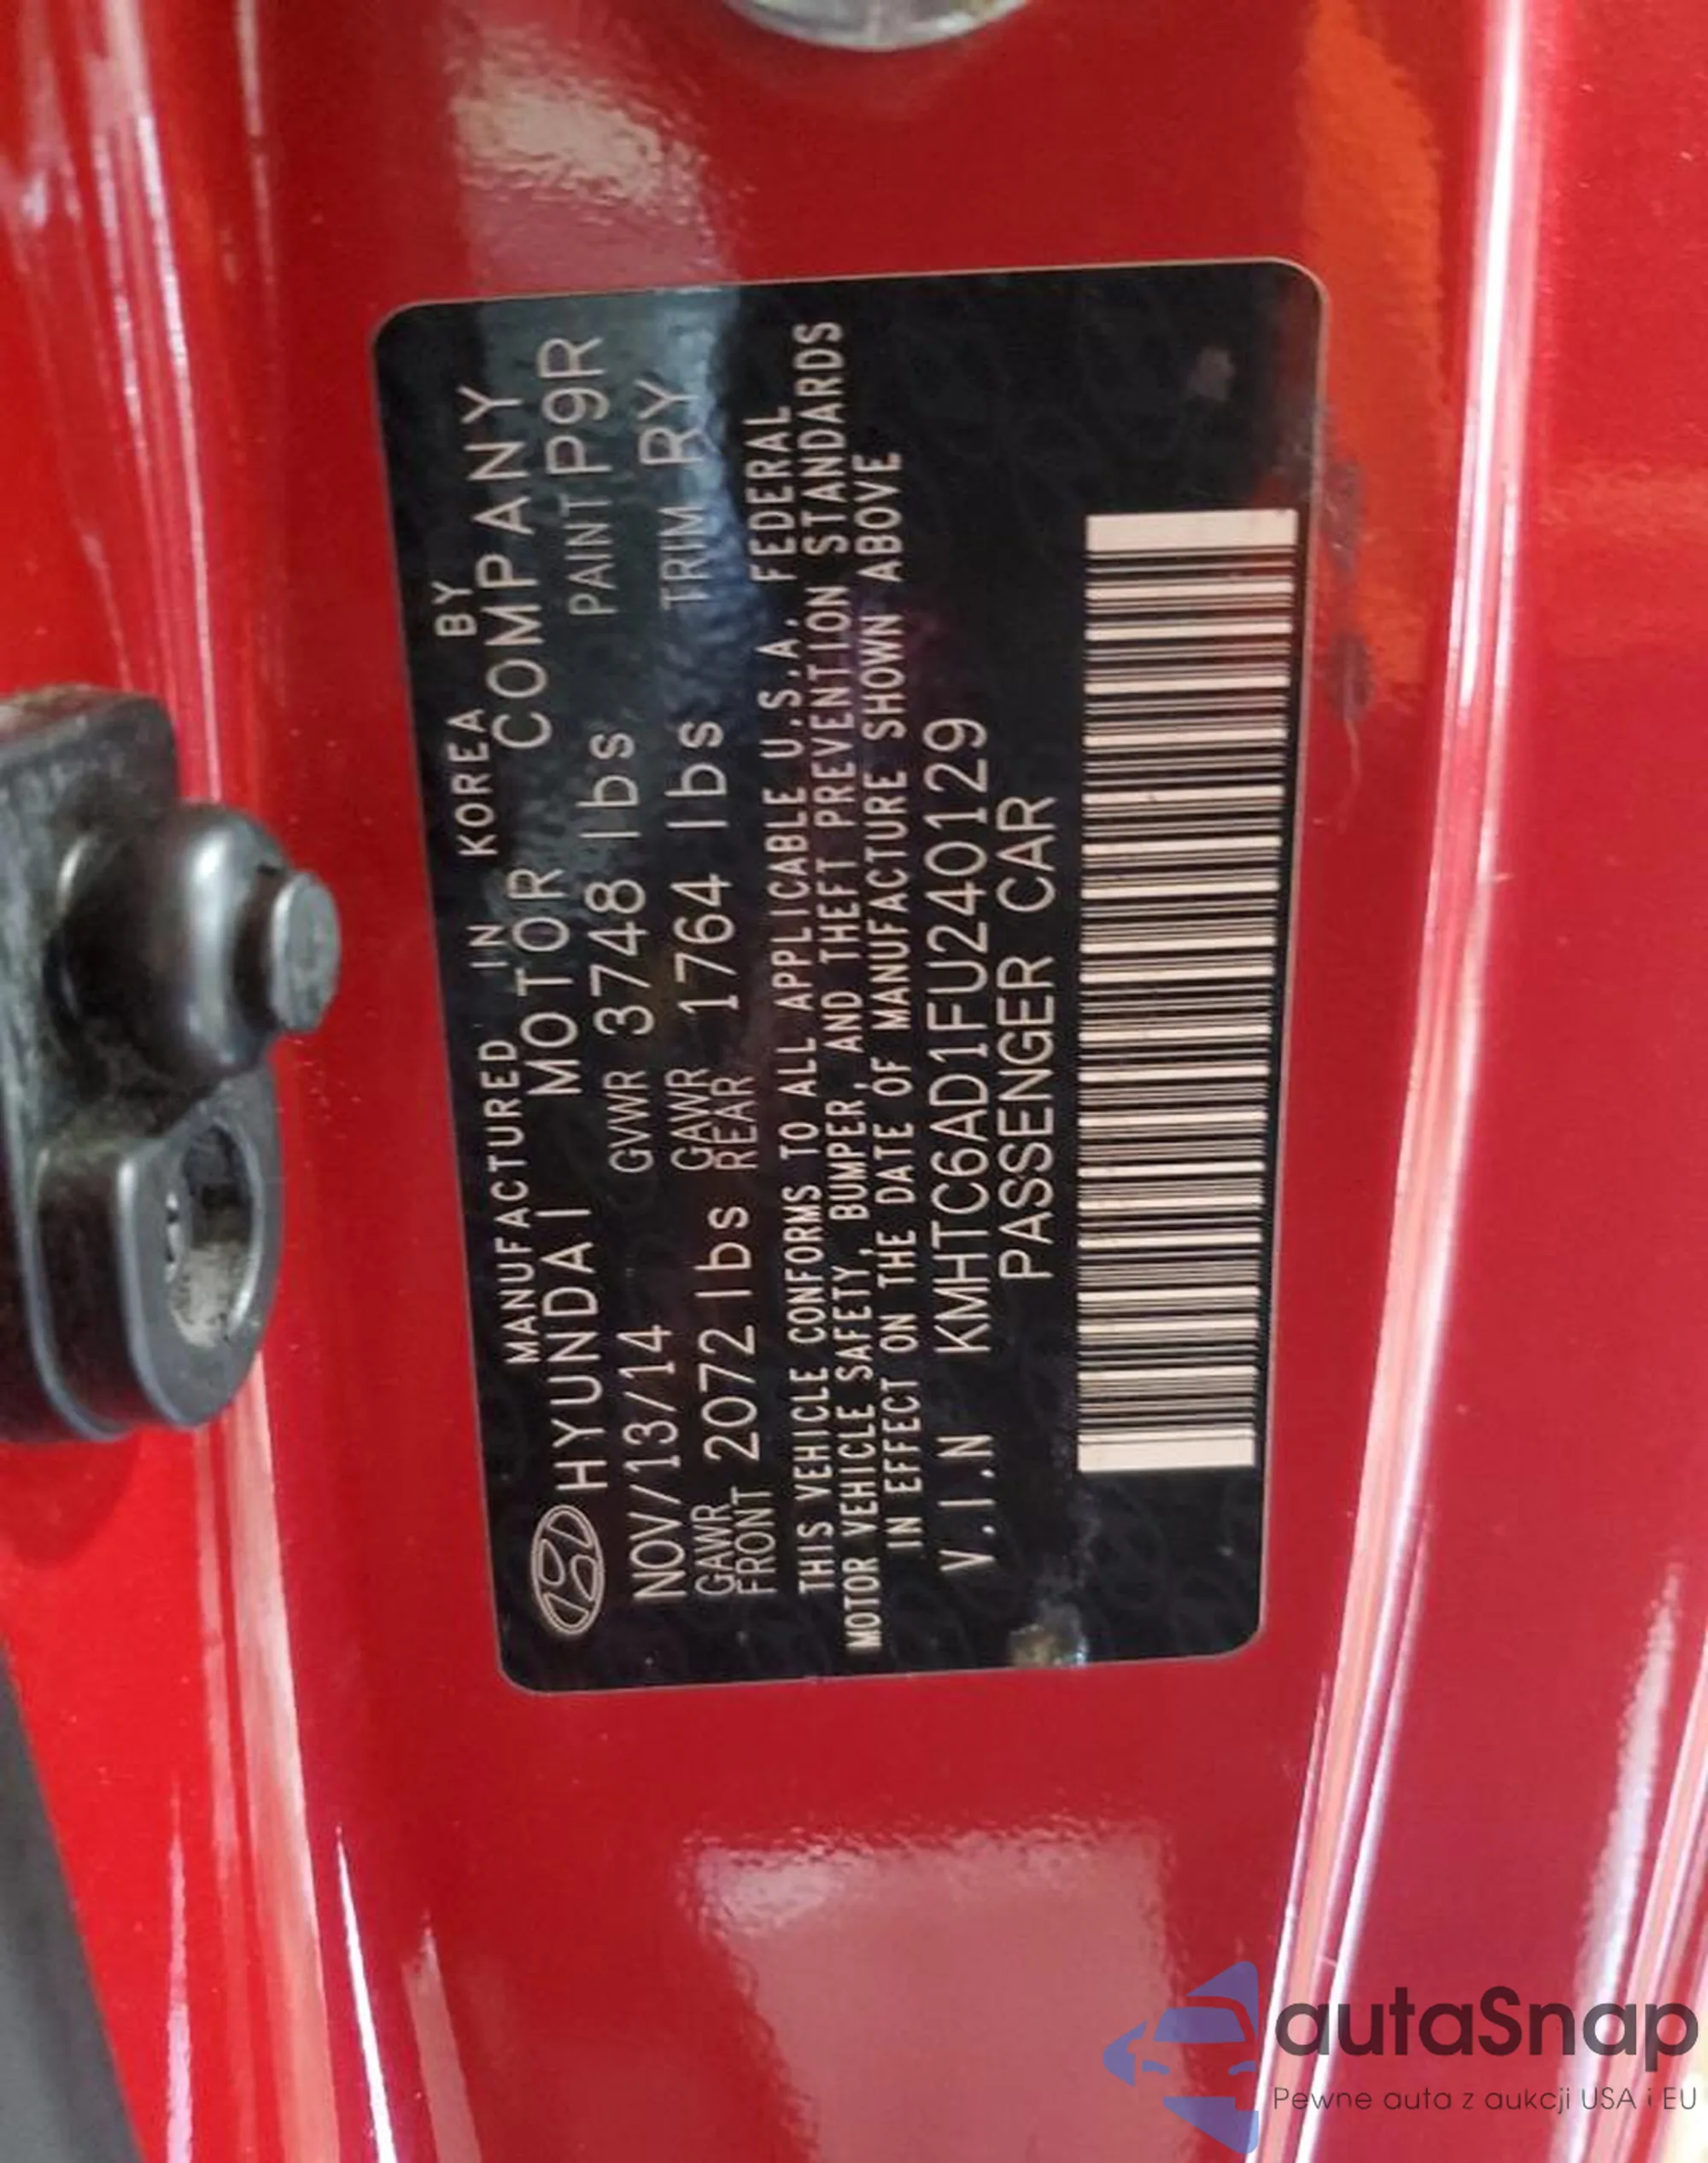 MANUFACTURED IN KOREA BY
HYUNDAI MOTOR COMPANY
NOV/13/14 GVWR 3748 lbs PAINT P9R
GAWR FRONT 2072 lbs GAWR REAR 1764 lbs TRIM RY
THIS VEHICLE CONFORMS TO ALL APPLICABLE U.S.A. FEDERAL
MOTOR VEHICLE SAFETY, BUMPER, AND THEFT PREVENTION STANDARDS
IN EFFECT ON THE DATE OF MANUFACTURE SHOWN ABOVE
V.I.N KMHTC6AD1FU240129
PASSENGER CAR
autaSnap
Pewne auta z aukcji USA i EU